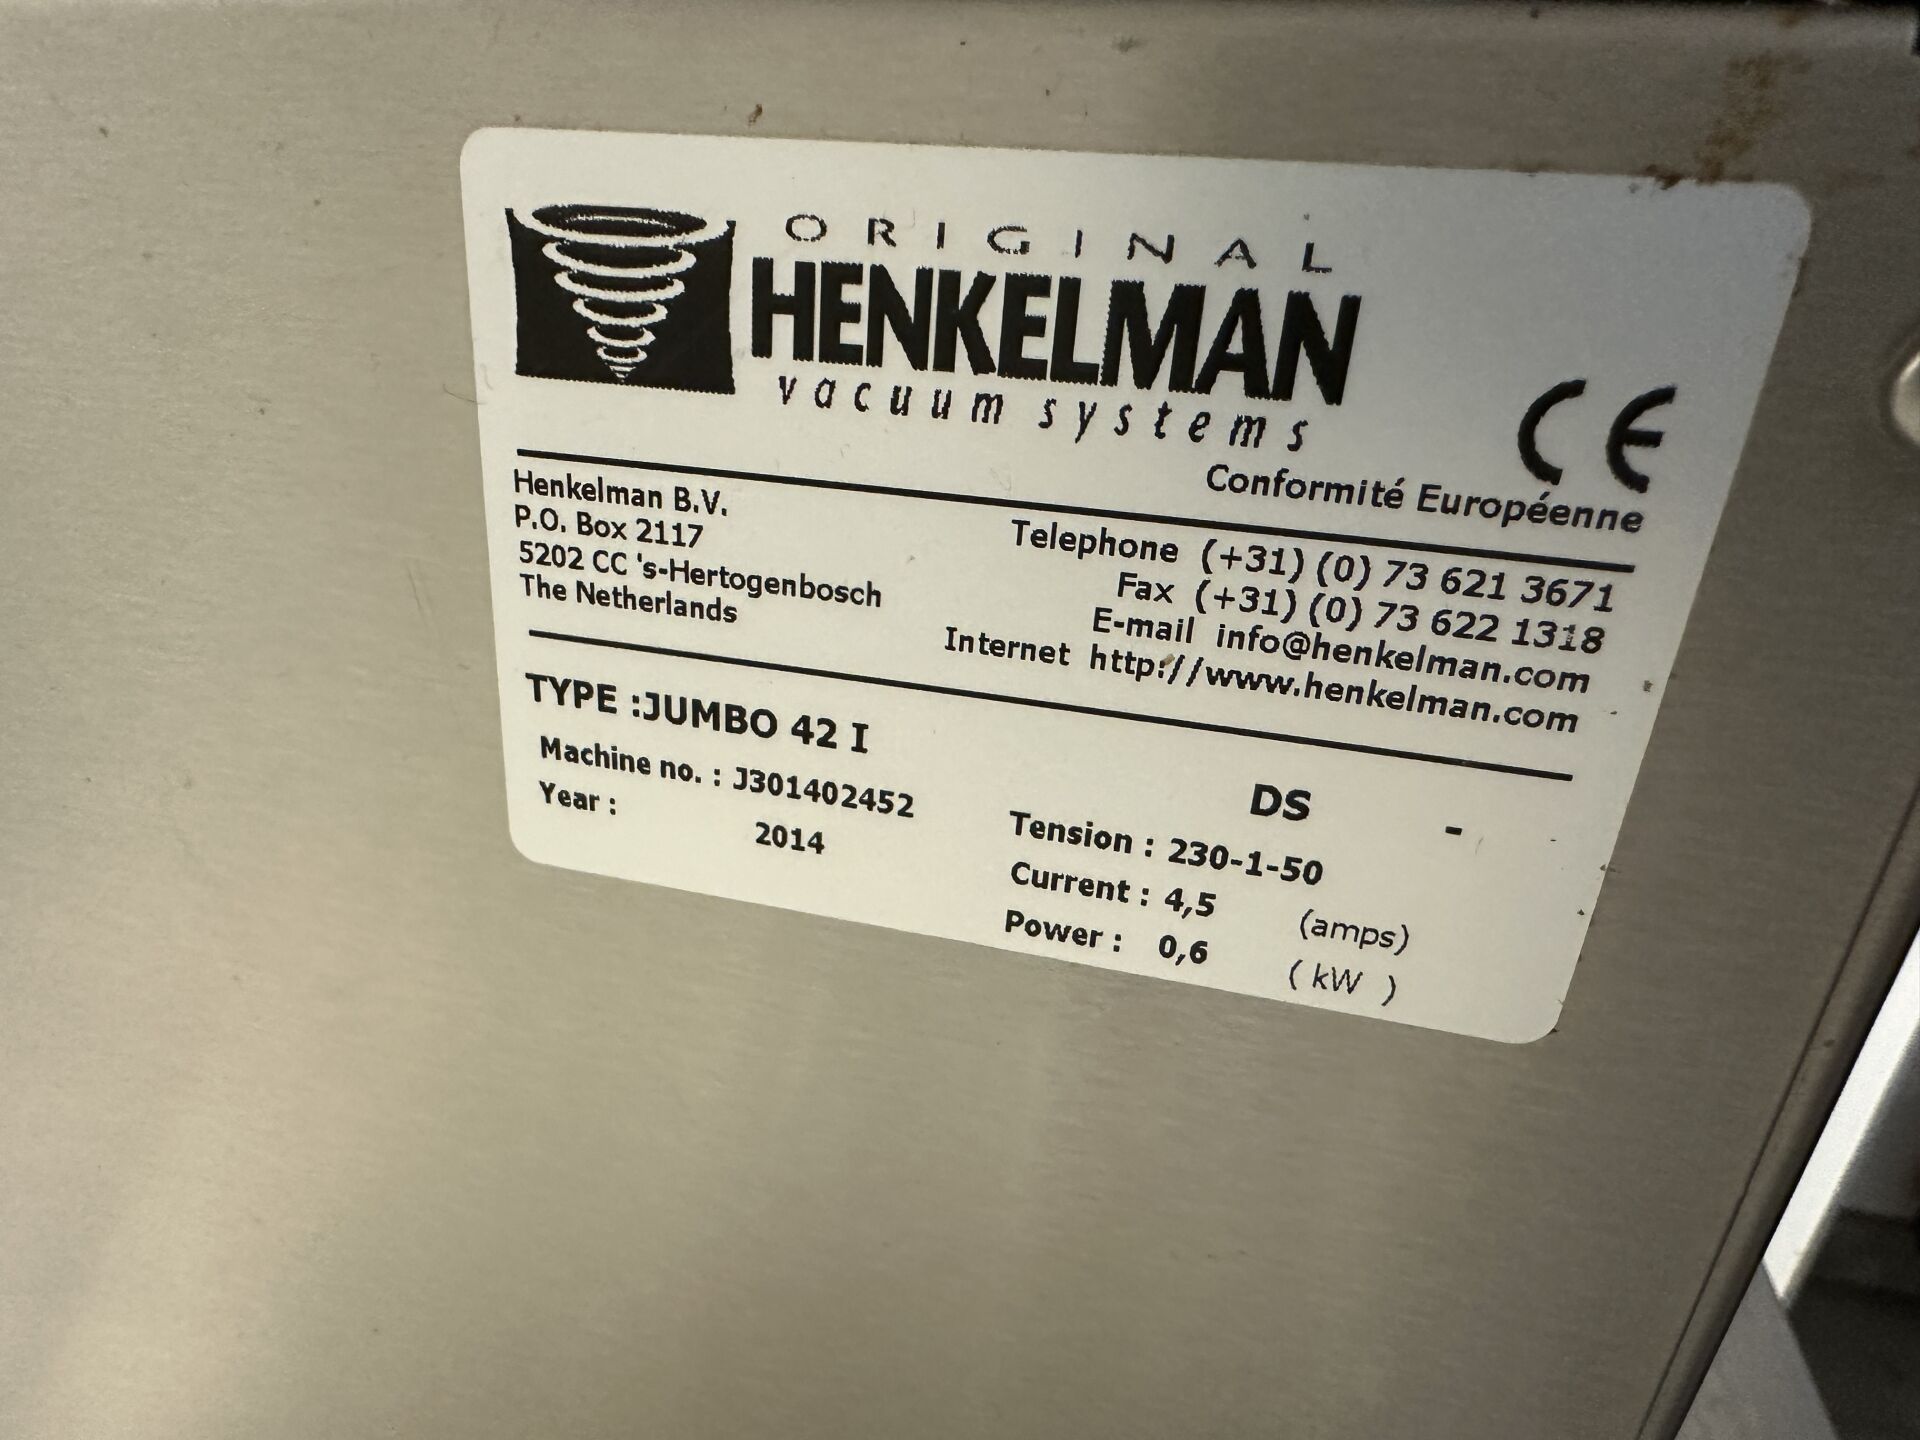 ORIGINAL
HENKELMAN
vacuum systems
CE
Conformité Européenne
Henkelman B.V.
P.O. Box 2117
5202 CC 's-Hertogenbosch
The Netherlands
Telephone (+31) (0) 73 621 3671
Fax (+31) (0) 73 622 1318
E-mail info@henkelman.com
Internet http://www.henkelman.com
TYPE :JUMBO 42 I
Machine no. : J301402452
Year :
2014
DS -
Tension : 230-1-50
Current : 4,5 (amps)
Power : 0,6 ( kW )